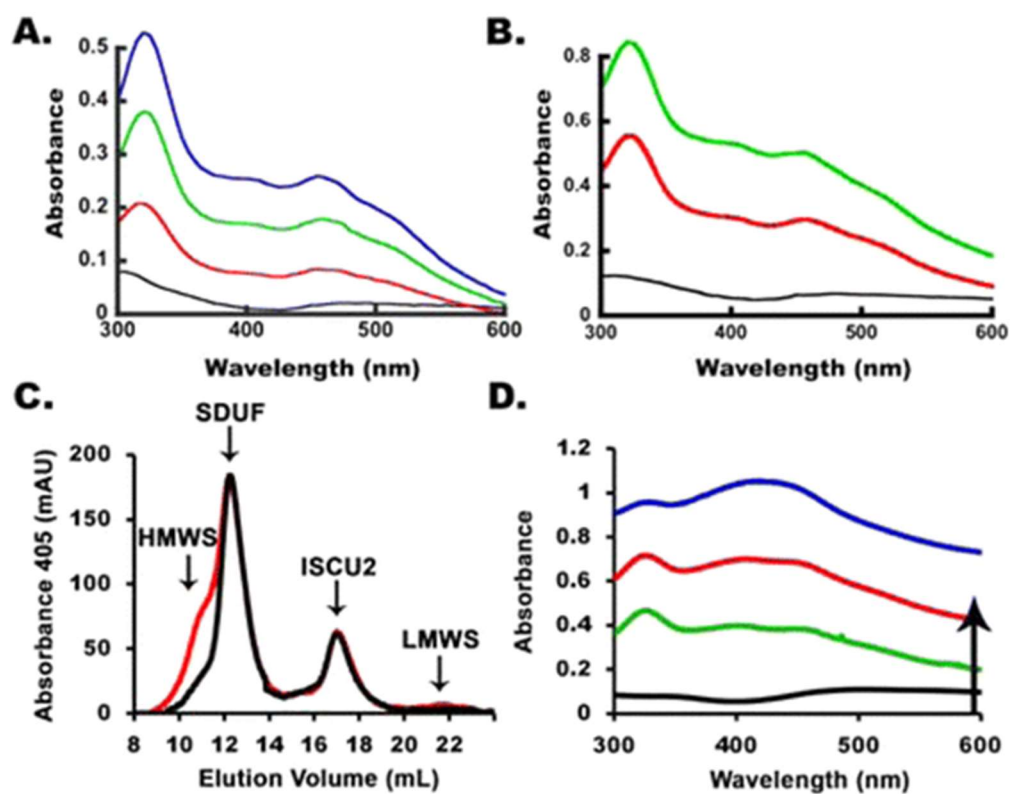 A.
Absorbance
0.5
0.4
0.3
0.2
0.1
0
300 400 500 600
Wavelength (nm)
B.
Absorbance
0.8
0.6
0.4
0.2
0
300 400 500 600
Wavelength (nm)
C.
Absorbance 405 (mAU)
200
150
100
50
0
SDUF
HMWS
ISCU2
LMWS
8 10 12 14 16 18 20 22
Elution Volume (mL)
D.
Absorbance
1.2
1
0.8
0.6
0.4
0.2
0
300 400 500 600
Wavelength (nm)